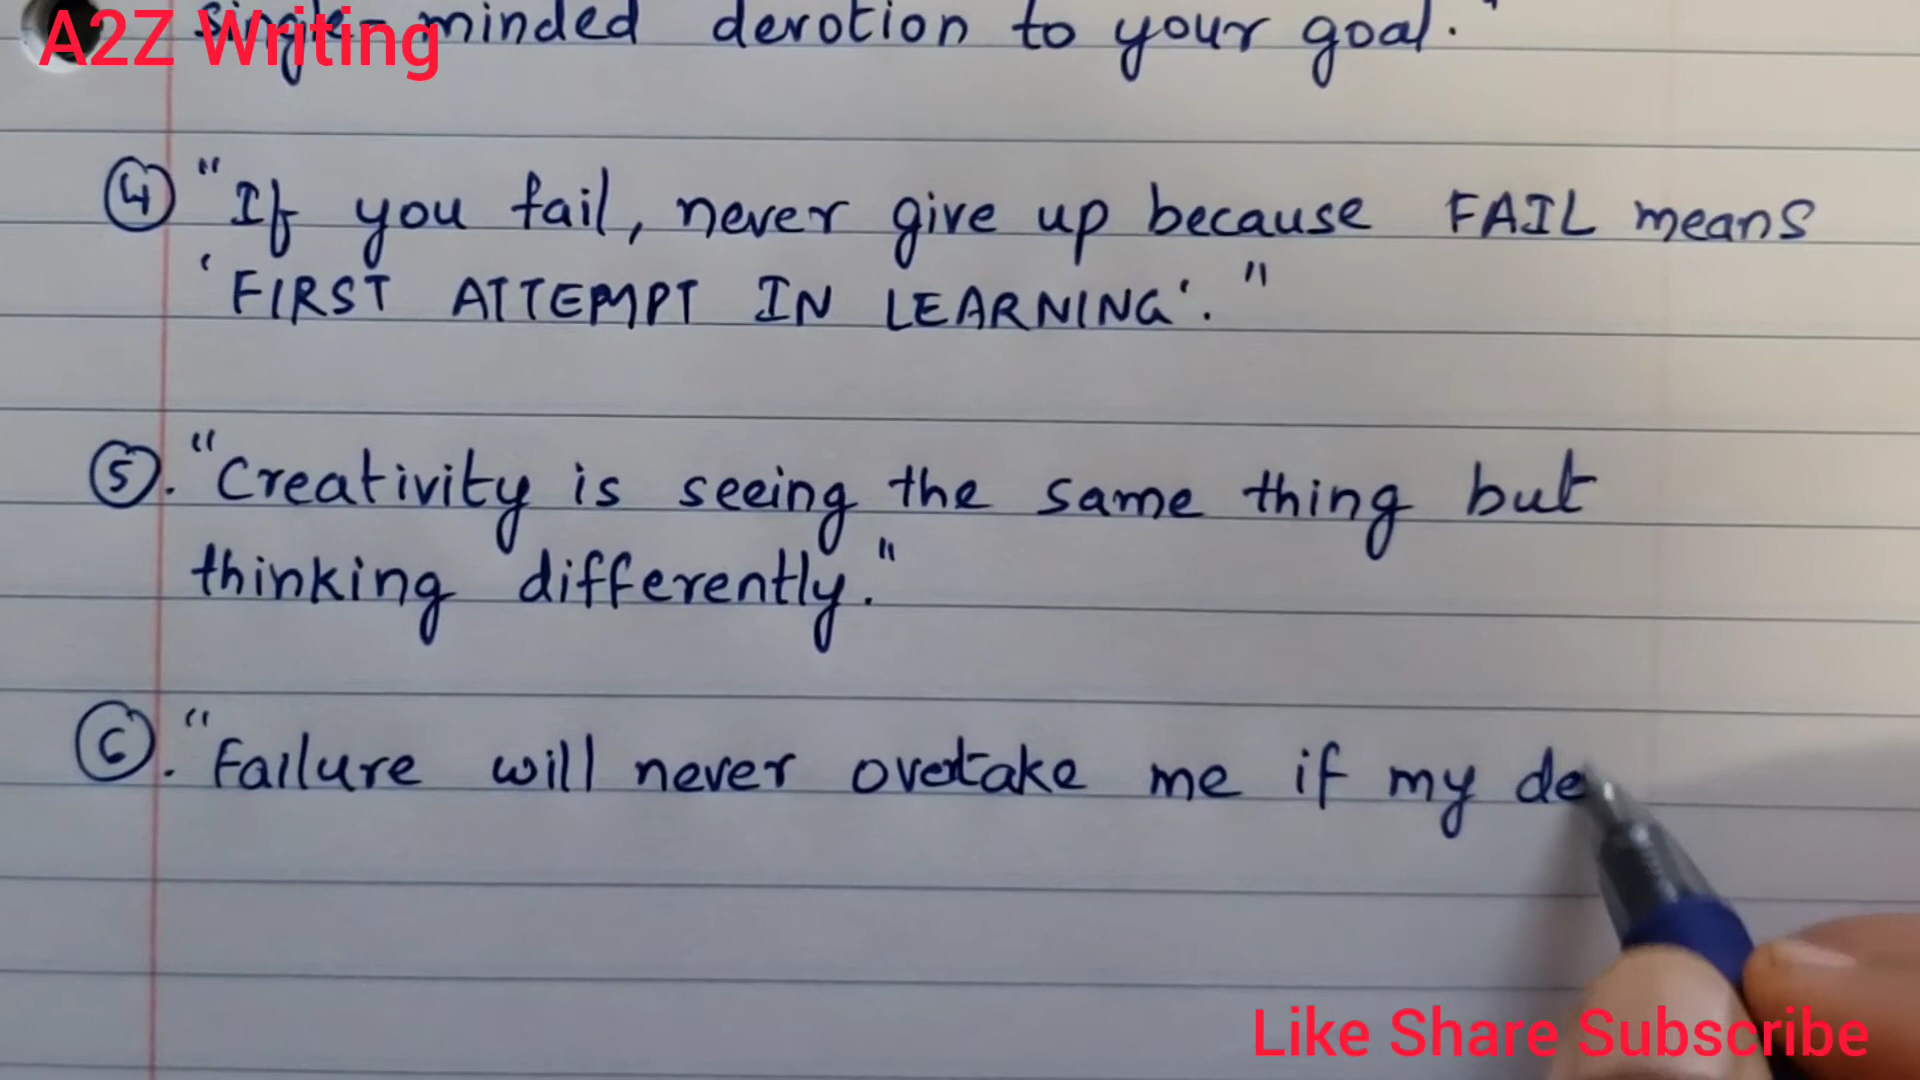 A2Z Writing
single-minded devotion to your goal."
④ "If you fail, never give up because FAIL means
'FIRST ATTEMPT IN LEARNING'."
⑤. "Creativity is seeing the same thing but
thinking differently."
⑥. "Failure will never overtake me if my de
Like Share Subscribe